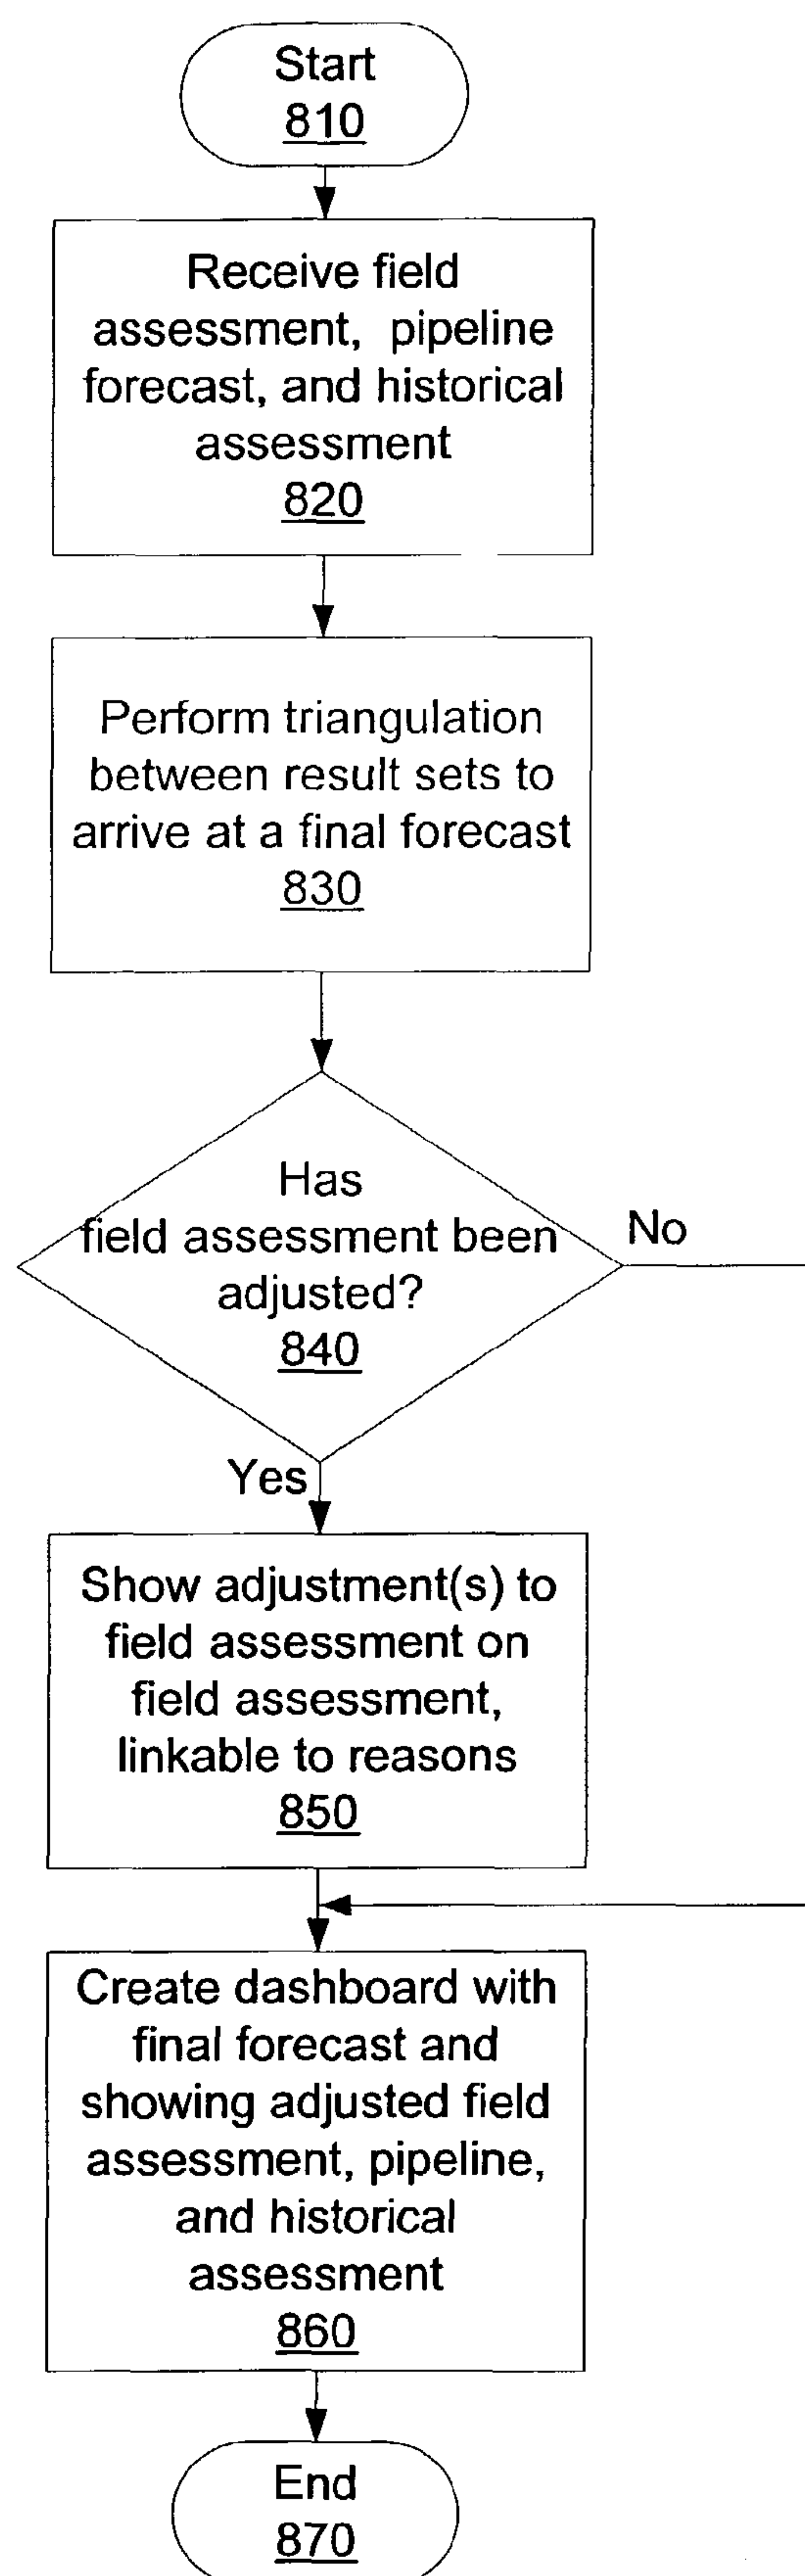 Start
810
Receive field
assessment, pipeline
forecast, and historical
assessment
820
Perform triangulation
between result sets to
arrive at a final forecast
830
Has
field assessment been
adjusted?
840
No
Yes
Show adjustment(s) to
field assessment on
field assessment,
linkable to reasons
850
Create dashboard with
final forecast and
showing adjusted field
assessment, pipeline,
and historical
assessment
860
End
870